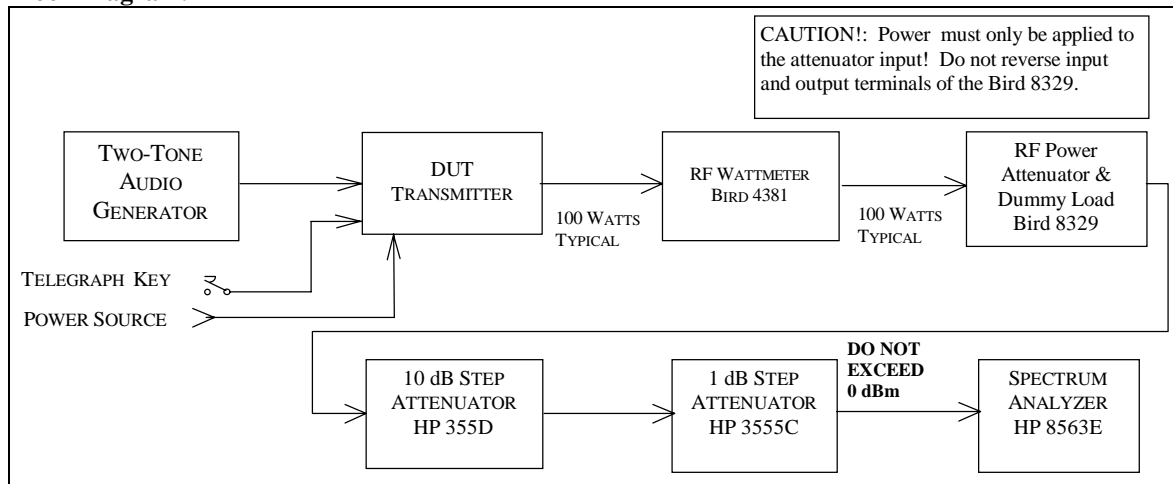 CAUTION!: Power must only be applied to
the attenuator input! Do not reverse input
and output terminals of the Bird 8329.
TWO-TONE
AUDIO
GENERATOR
DUT
TRANSMITTER
100 WATTS
TYPICAL
RF WATTMETER
BIRD 4381
100 WATTS
TYPICAL
RF Power
Attenuator &
Dummy Load
Bird 8329
TELEGRAPH KEY
POWER SOURCE
10 dB STEP
ATTENUATOR
HP 355D
1 dB STEP
ATTENUATOR
HP 3555C
DO NOT
EXCEED
0 dBm
SPECTRUM
ANALYZER
HP 8563E